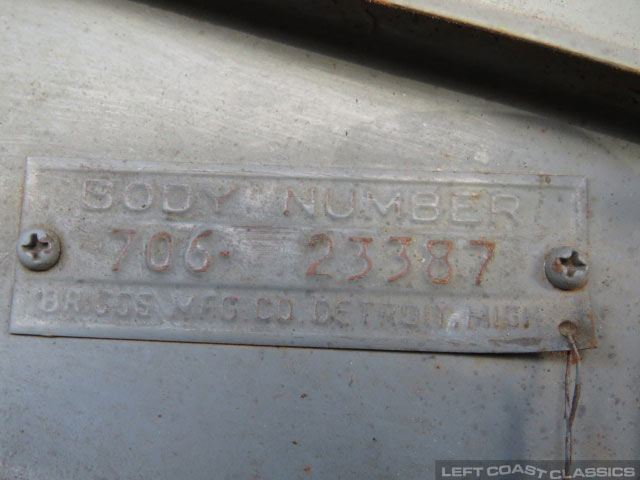 BODY NUMBER
706- 23387
BRIGGS MFG. CO. DETROIT, MICH
LEFT COAST CLASSICS